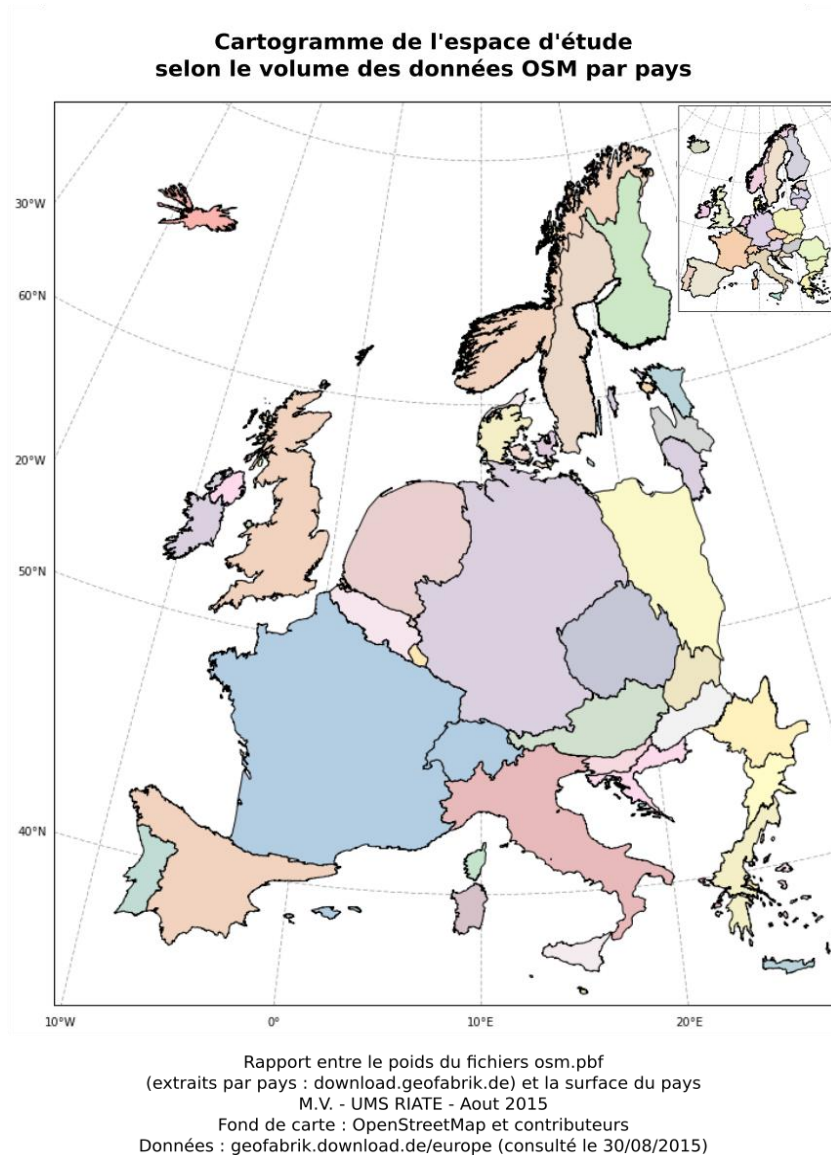 Cartogramme de l'espace d'étude
selon le volume des données OSM par pays
30°W
60°N
20°W
50°N
40°N
10°W 0° 10°E 20°E
Rapport entre le poids du fichiers osm.pbf
(extraits par pays : download.geofabrik.de) et la surface du pays
M.V. - UMS RIATE - Aout 2015
Fond de carte : OpenStreetMap et contributeurs
Données : geofabrik.download.de/europe (consulté le 30/08/2015)